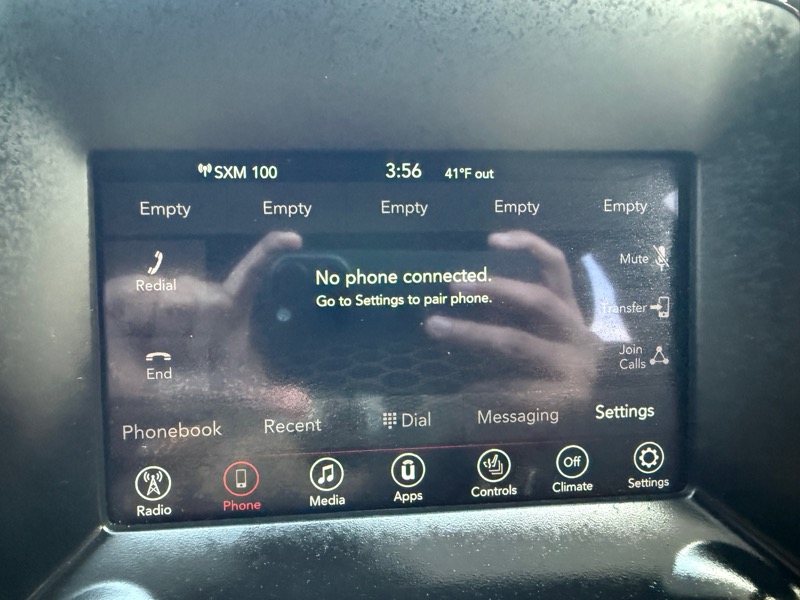 SXM 100 3:56 41°F out
Empty Empty Empty Empty Empty
Redial
No phone connected.
Go to Settings to pair phone.
Mute
Transfer
End
Join
Calls
Phonebook Recent Dial Messaging Settings
Radio Phone Media Apps Controls Off Climate Settings